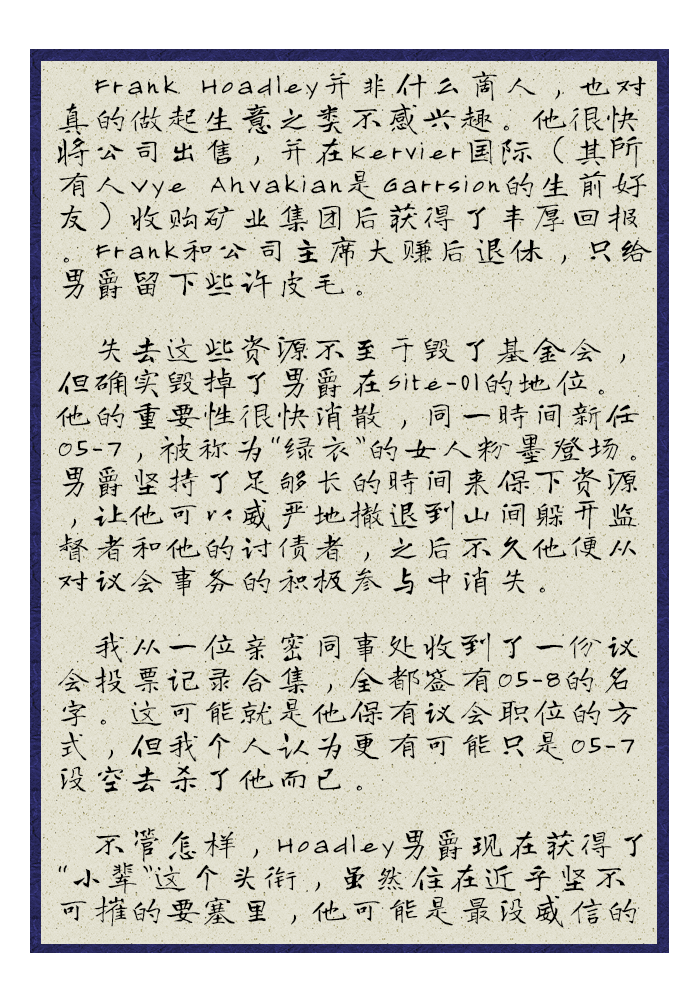 Frank Hoadley并非什么商人，也对
真的做起生意之类不感兴趣。他很快
将公司出售，并在Kervier国际（其所
有人Vye Ahvakian是Garrsion的生前好
友）收购矿业集团后获得了丰厚回报
。Frank和公司主席大赚后退休，只给
男爵留下些许皮毛。
失去这些资源不至于毁了基金会，
但确实毁掉了男爵在Site-01的地位。
他的重要性很快消散，同一時间新任
O5-7，被称为“绿衣”的女人粉墨登场。
男爵坚持了足够长的時间来保下资源
，让他可以威严地撤退到山间躲开监
督者和他的讨债者，之后不久他便从
对议会事务的积极参与中消失。
我从一位亲密同事处收到了一份议
会投票记录合集，全都签有O5-8的名
字。这可能就是他保有议会职位的方
式，但我个人认为更有可能只是O5-7
没空去杀了他而已。
不管怎样，Hoadley男爵现在获得了
“小辈”这个头衔，虽然住在近乎坚不
可摧的要塞里，他可能是最没威信的